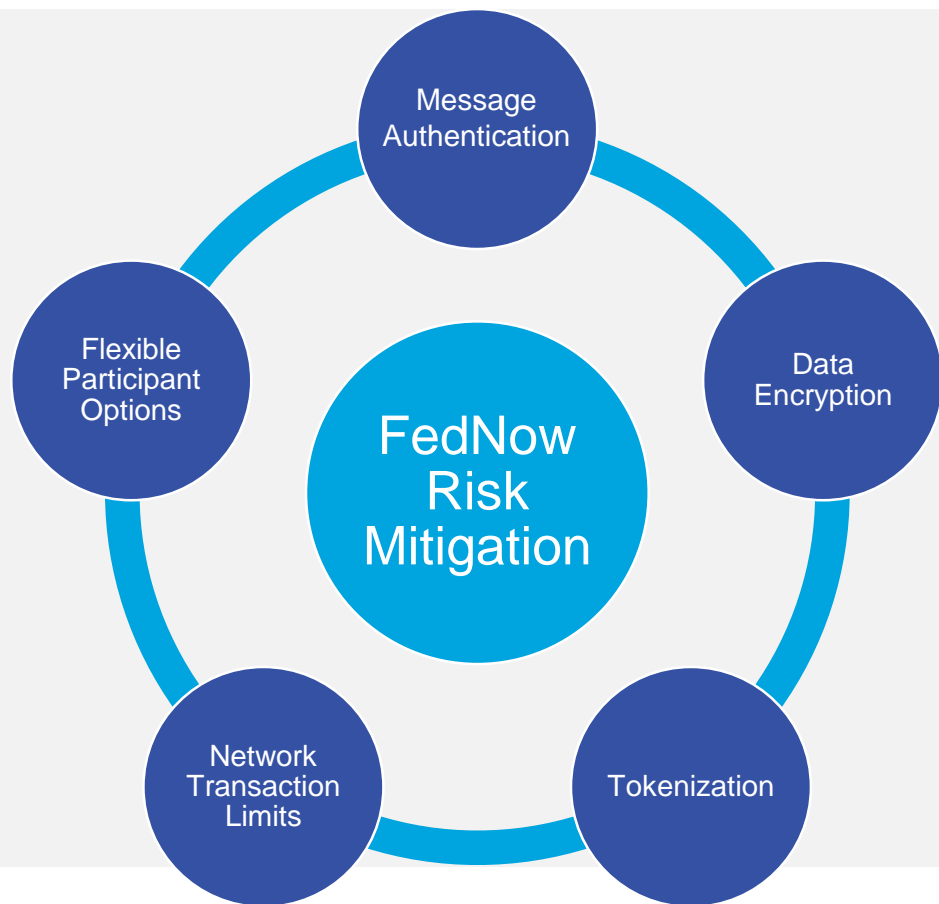 Message
Authentication
Data
Encryption
Tokenization
Network
Transaction
Limits
Flexible
Participant
Options
FedNow
Risk
Mitigation